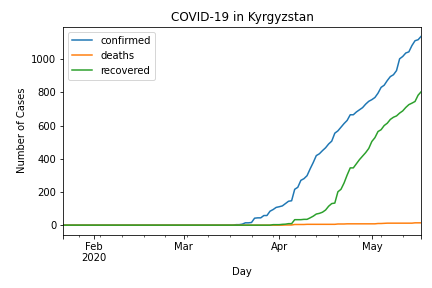 COVID-19 in Kyrgyzstan
confirmed
deaths
recovered
Number of Cases
1000
800
600
400
200
0
Feb
2020
Mar
Apr
May
Day